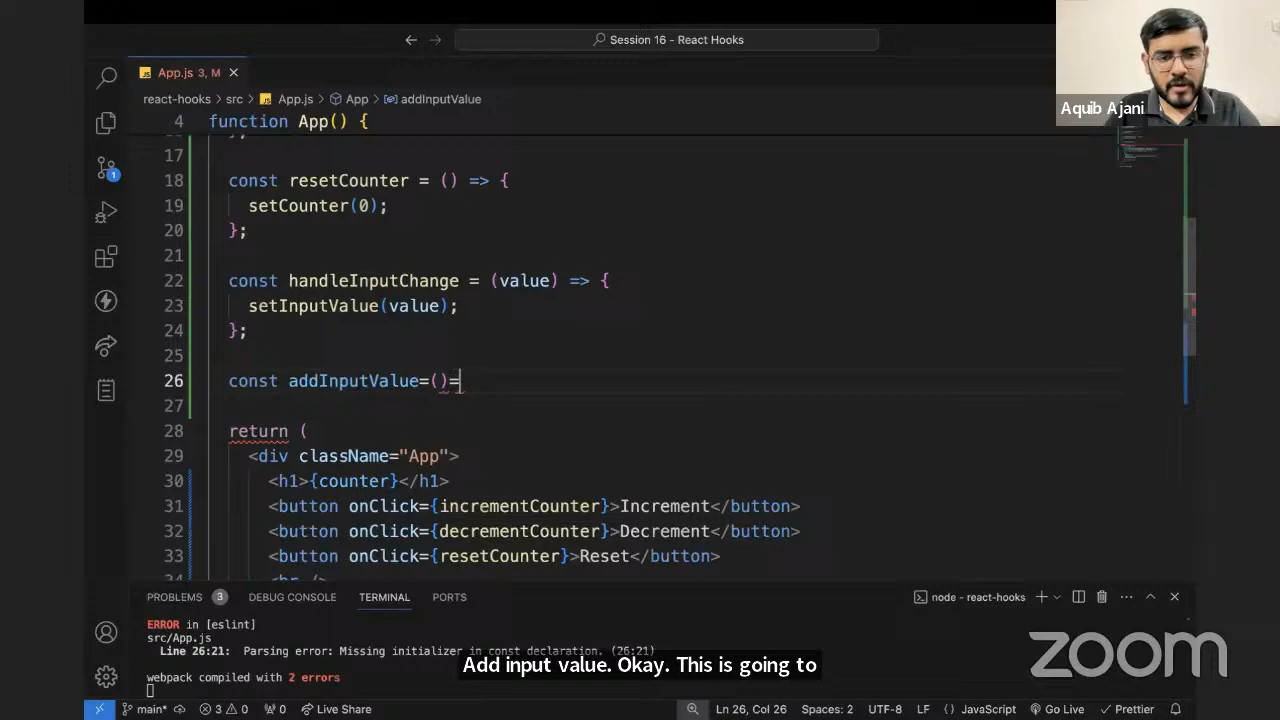 Session 16 - React Hooks
Aquib Ajani
App.js 3, M
react-hooks > src > App.js > App > addInputValue
4 function App() {
17
18 const resetCounter = () => {
19 setCounter(0);
20 };
21
22 const handleInputChange = (value) => {
23 setInputValue(value);
24 };
25
26 const addInputValue=()=
27
28 return (
29 <div className="App">
30 <h1>{counter}</h1>
31 <button onClick={incrementCounter}>Increment</button>
32 <button onClick={decrementCounter}>Decrement</button>
33 <button onClick={resetCounter}>Reset</button>
34 <br />
1
PROBLEMS 3 DEBUG CONSOLE TERMINAL PORTS
node - react-hooks
ERROR in [eslint]
src/App.js
Line 26:21: Parsing error: Missing initializer in const declaration. (26:21)
Add input value. Okay. This is going to
webpack compiled with 2 errors
zoom
main* 3 0 0 Live Share Ln 26, Col 26 Spaces: 2 UTF-8 LF {} JavaScript Go Live Prettier